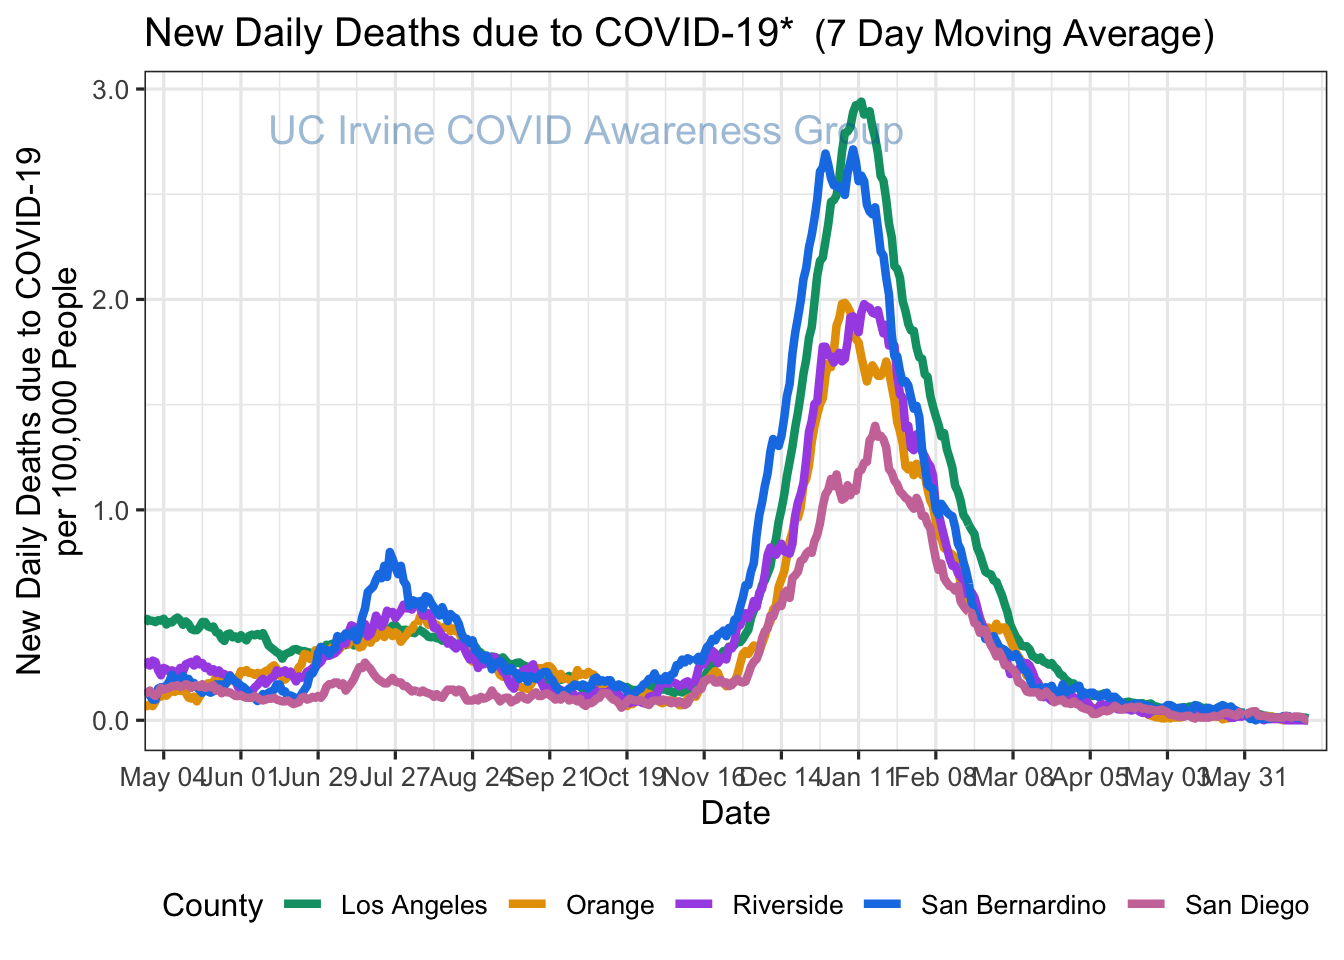 New Daily Deaths due to COVID-19* (7 Day Moving Average)
UC Irvine COVID Awareness Group
New Daily Deaths due to COVID-19
per 100,000 People
3.0
2.0
1.0
0.0
May 04 Jun 01 Jun 29 Jul 27 Aug 24 Sep 21 Oct 19 Nov 16 Dec 14 Jan 11 Feb 08 Mar 08 Apr 05 May 03 May 31
Date
County Los Angeles Orange Riverside San Bernardino San Diego